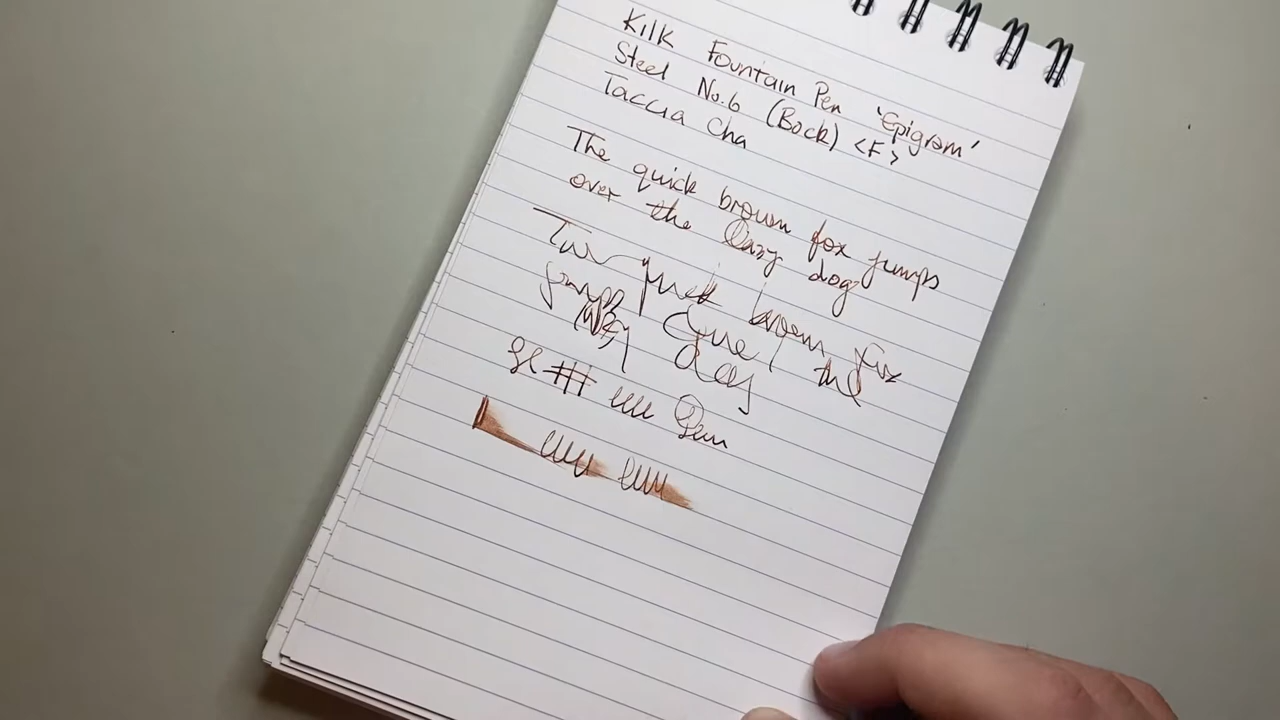 Kilk Fountain Pen 'Epigram'
Steel No.6 (Bock) <F>
Taccia Cha
The quick brown fox jumps
over the lazy dog
quick brown fox
jumps over the
lazy dog
Pen